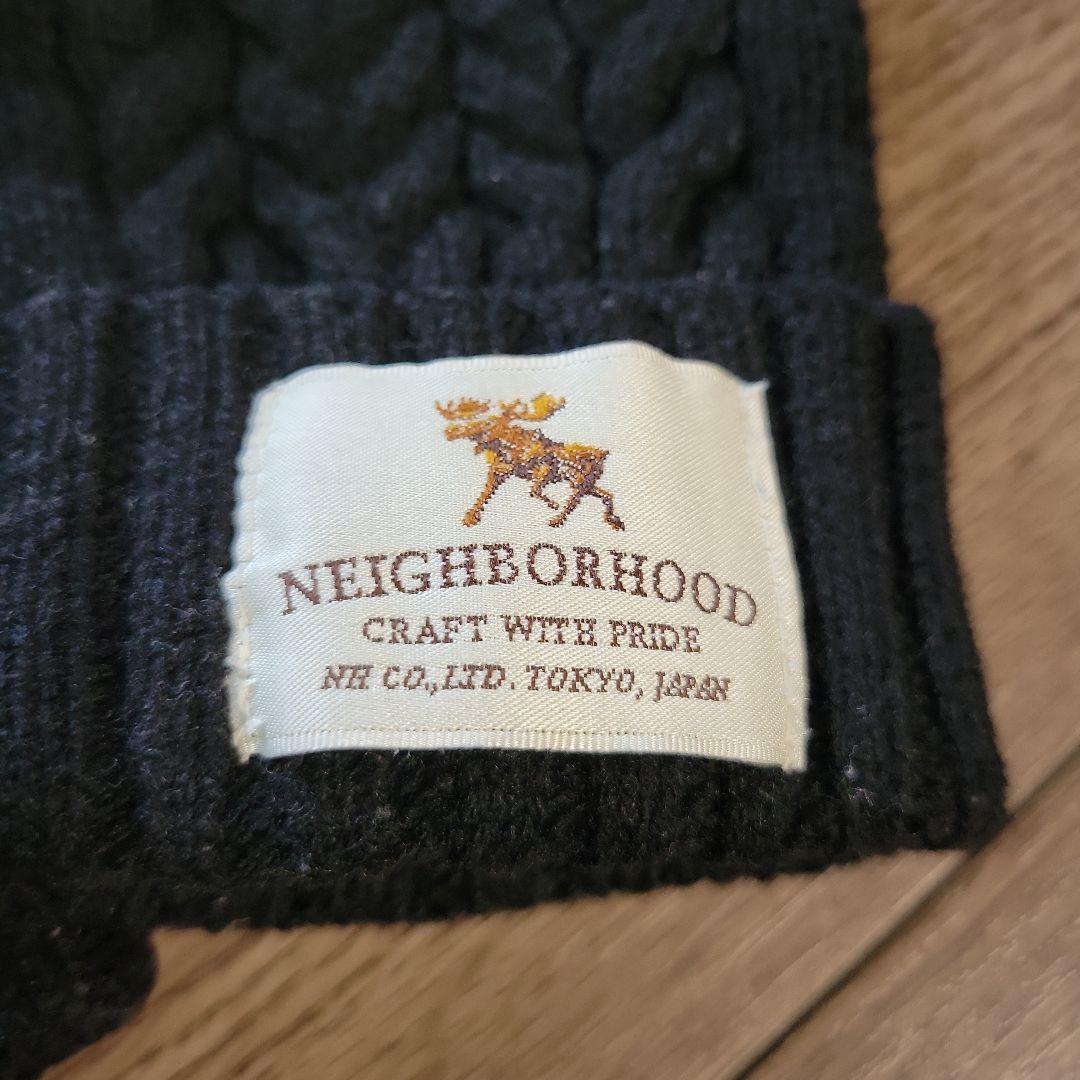 NEIGHBORHOOD
CRAFT WITH PRIDE
NH CO.,LTD. TOKYO, JAPAN